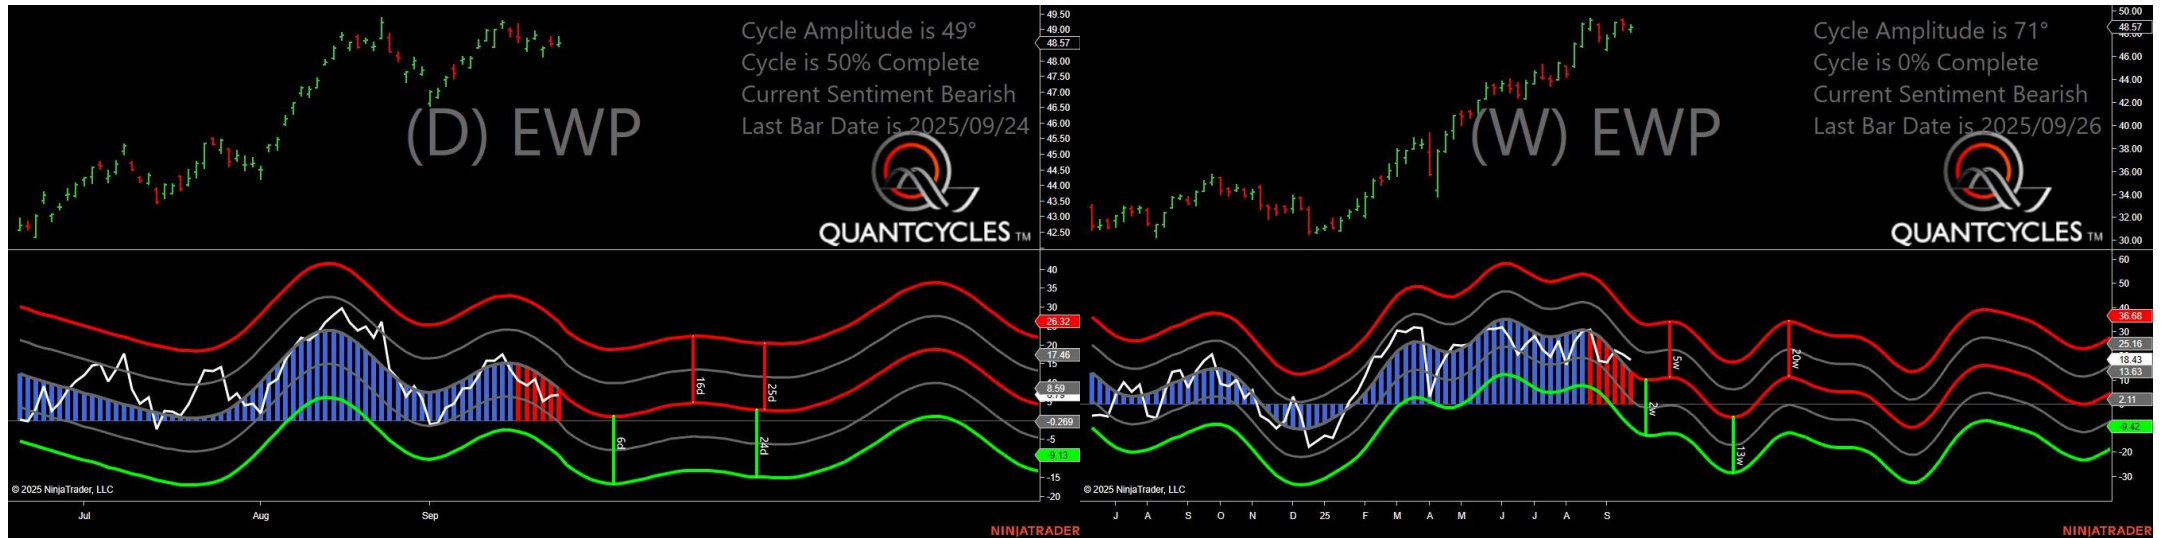 Cycle Amplitude is 49°
Cycle is 50% Complete
Current Sentiment Bearish
Last Bar Date is 2025/09/24
(D) EWP
QUANTCYCLES TM
49.50
49.00
48.57
48.00
47.50
47.00
46.50
46.00
45.50
45.00
44.50
44.00
43.50
43.00
42.50
40
35
30
26.32
20
17.46
15
8.59
-0.269
-5
-9.13
-15
-20
16d
25d
6d
24d
© 2025 NinjaTrader, LLC
Jul
Aug
Sep
NINJATRADER
Cycle Amplitude is 71°
Cycle is 0% Complete
Current Sentiment Bearish
Last Bar Date is 2025/09/26
(W) EWP
QUANTCYCLES TM
50.00
48.57
46.00
44.00
42.00
40.00
38.00
36.00
34.00
32.00
30.00
60
50
40
36.68
30
25.16
18.43
13.63
10
2.11
-9.42
-20
-30
5w
20w
2w
13w
© 2025 NinjaTrader, LLC
J A S O N D 25 F M A M J J A S
NINJATRADER